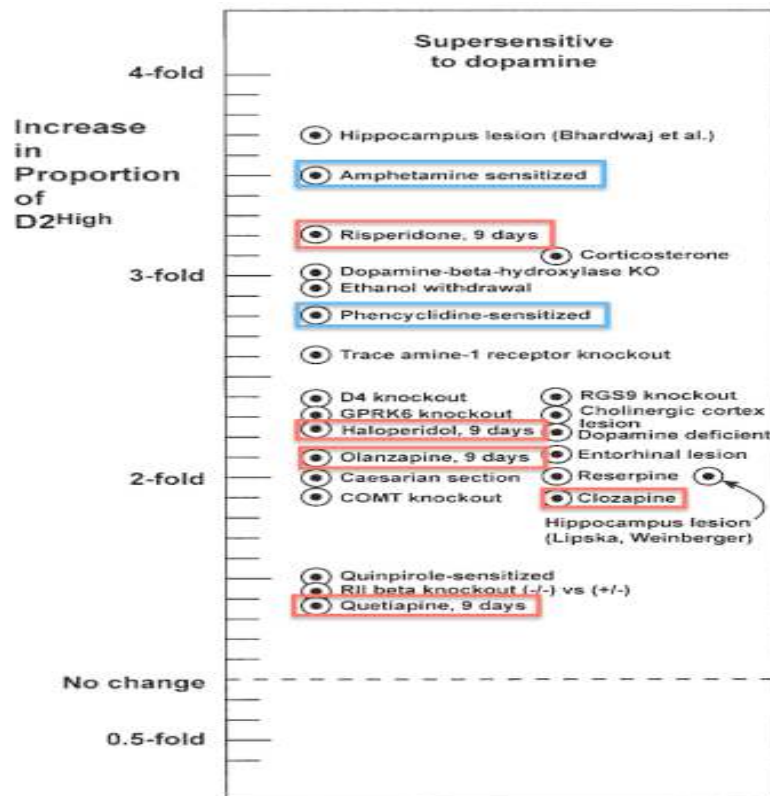 Supersensitive
to dopamine
4-fold
Increase
in
Proportion
of
D2High
Hippocampus lesion (Bhardwaj et al.)
Amphetamine sensitized
Risperidone, 9 days
Corticosterone
3-fold
Dopamine-beta-hydroxylase KO
Ethanol withdrawal
Phencyclidine-sensitized
Trace amine-1 receptor knockout
D4 knockout
RGS9 knockout
GPRK6 knockout
Cholinergic cortex
lesion
Haloperidol, 9 days
Dopamine deficient
Olanzapine, 9 days
Entorhinal lesion
2-fold
Caesarian section
Reserpine
COMT knockout
Clozapine
Hippocampus lesion
(Lipska, Weinberger)
Quinpirole-sensitized
RII beta knockout (-/-) vs (+/-)
Quetiapine, 9 days
No change
0.5-fold